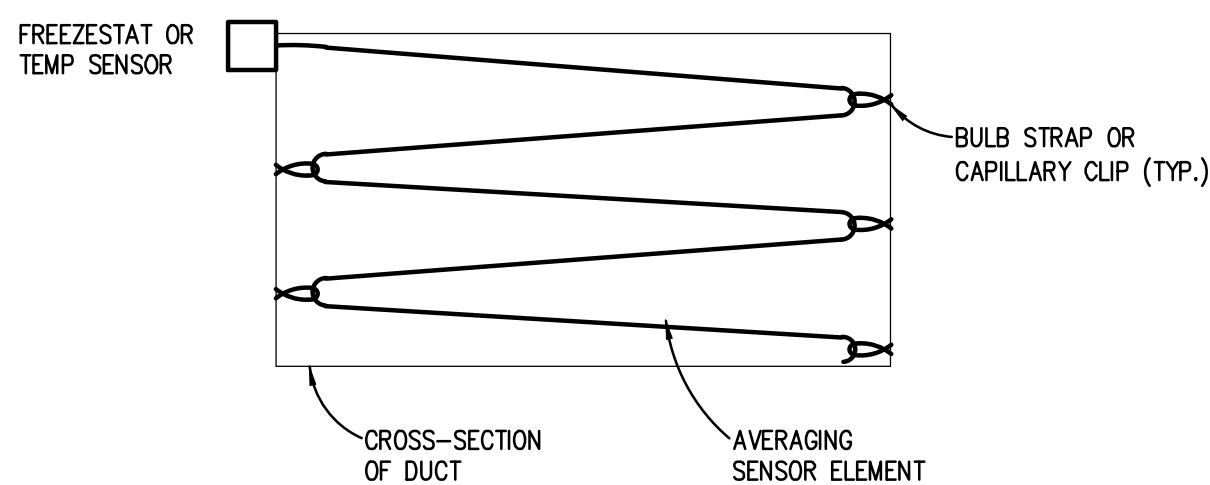 FREEZESTAT OR
TEMP SENSOR
BULB STRAP OR
CAPILLARY CLIP (TYP.)
CROSS-SECTION
OF DUCT
AVERAGING
SENSOR ELEMENT